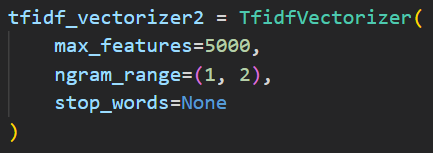 tfidf_vectorizer2 = TfidfVectorizer(
    max_features=5000,
    ngram_range=(1, 2),
    stop_words=None
)